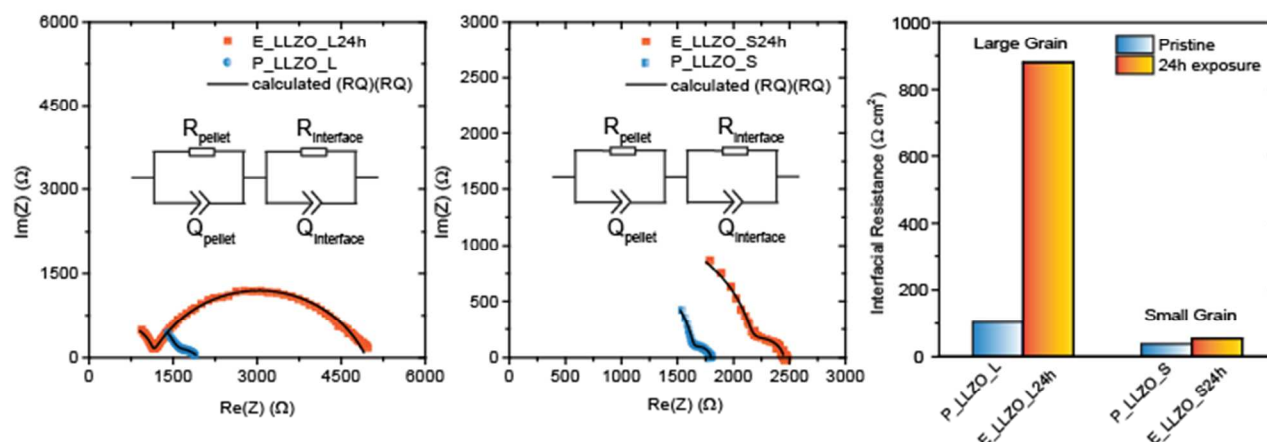 6000
4500
3000
1500
0
Im(Z) (Ω)
E_LLZO_L24h
P_LLZO_L
calculated (RQ)(RQ)
Rpellet
Rinterface
Qpellet
Qinterface
0 1500 3000 4500 6000
Re(Z) (Ω)
3000
2500
2000
1500
1000
500
0
Im(Z) (Ω)
E_LLZO_S24h
P_LLZO_S
calculated (RQ)(RQ)
Rpellet
Rinterface
Qpellet
Qinterface
0 500 1000 1500 2000 2500 3000
Re(Z) (Ω)
1000
800
600
400
200
0
Interfacial Resistance (Ω cm²)
Large Grain
Pristine
24h exposure
Small Grain
P_LLZO_L
E_LLZO_L24h
P_LLZO_S
E_LLZO_S24h